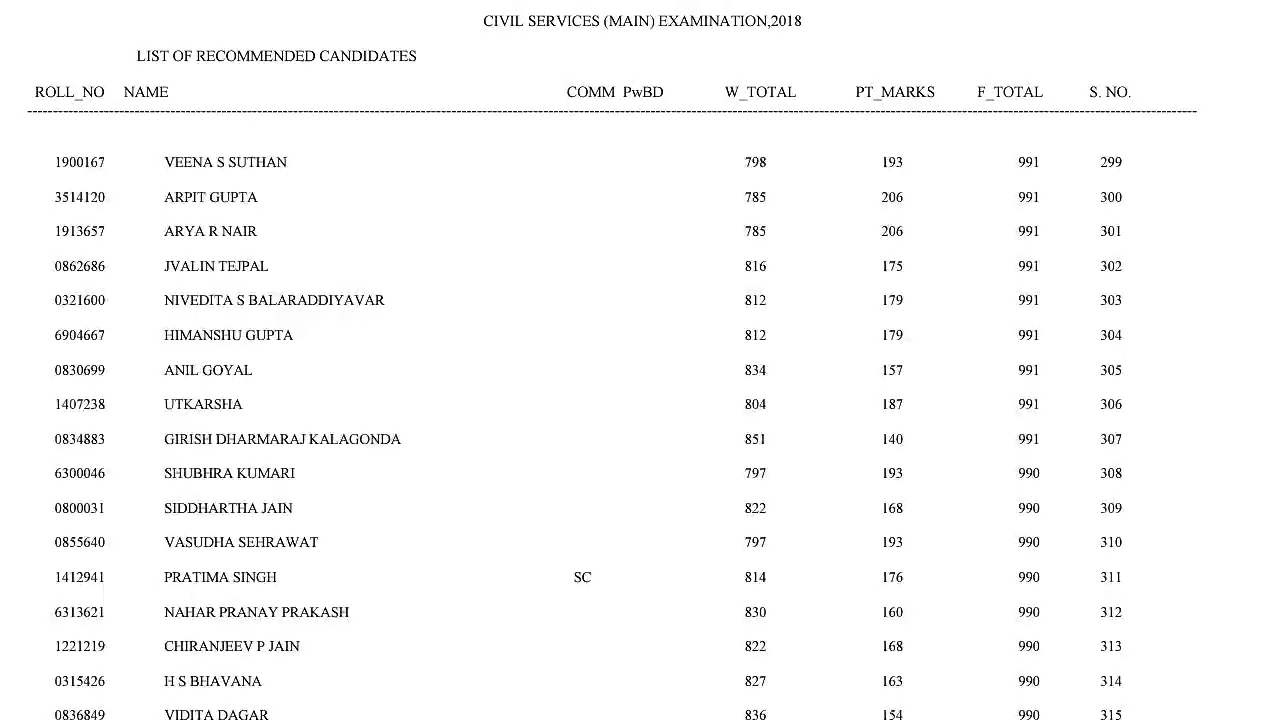 CIVIL SERVICES (MAIN) EXAMINATION,2018
LIST OF RECOMMENDED CANDIDATES
ROLL_NO NAME COMM PwBD W_TOTAL PT_MARKS F_TOTAL S. NO.
1900167 VEENA S SUTHAN 798 193 991 299
3514120 ARPIT GUPTA 785 206 991 300
1913657 ARYA R NAIR 785 206 991 301
0862686 JVALIN TEJPAL 816 175 991 302
0321600 NIVEDITA S BALARADDIYAVAR 812 179 991 303
6904667 HIMANSHU GUPTA 812 179 991 304
0830699 ANIL GOYAL 834 157 991 305
1407238 UTKARSHA 804 187 991 306
0834883 GIRISH DHARMARAJ KALAGONDA 851 140 991 307
6300046 SHUBHRA KUMARI 797 193 990 308
0800031 SIDDHARTHA JAIN 822 168 990 309
0855640 VASUDHA SEHRAWAT 797 193 990 310
1412941 PRATIMA SINGH SC 814 176 990 311
6313621 NAHAR PRANAY PRAKASH 830 160 990 312
1221219 CHIRANJEEV P JAIN 822 168 990 313
0315426 H S BHAVANA 827 163 990 314
0836849 VIDITA DAGAR 836 154 990 315